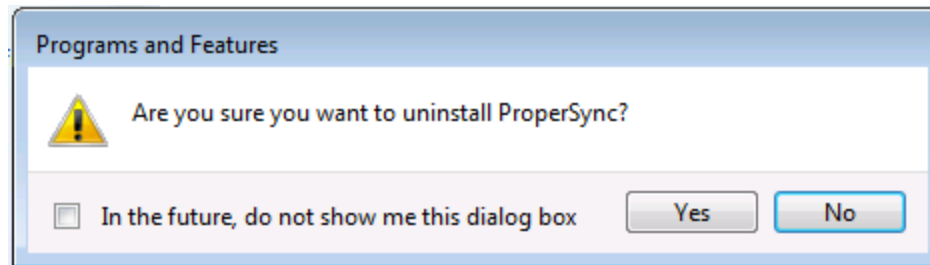 Programs and Features
Are you sure you want to uninstall ProperSync?
In the future, do not show me this dialog box
Yes
No